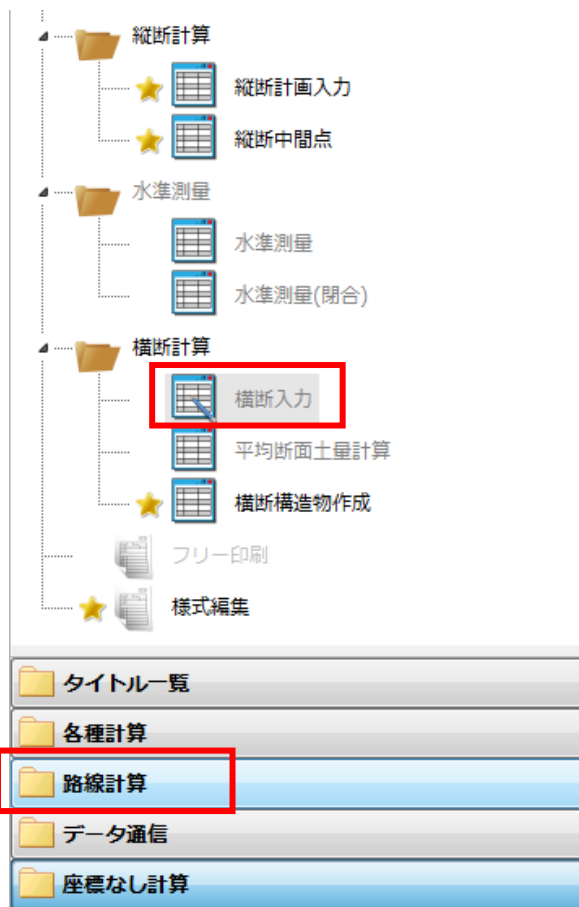 縦断計算
縦断計画入力
縦断中間点
水準測量
水準測量
水準測量(閉合)
横断計算
横断入力
平均断面土量計算
横断構造物作成
フリー印刷
様式編集
タイトル一覧
各種計算
路線計算
データ通信
座標なし計算